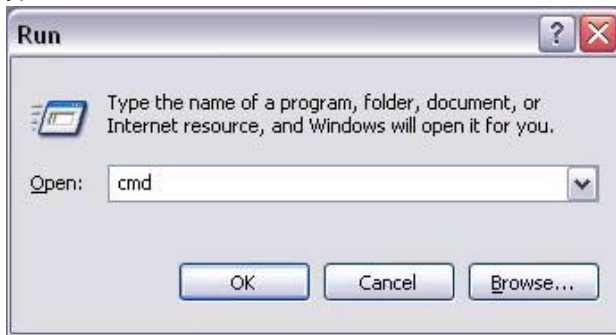 Run
Type the name of a program, folder, document, or
Internet resource, and Windows will open it for you.
Open: cmd
OK Cancel Browse...